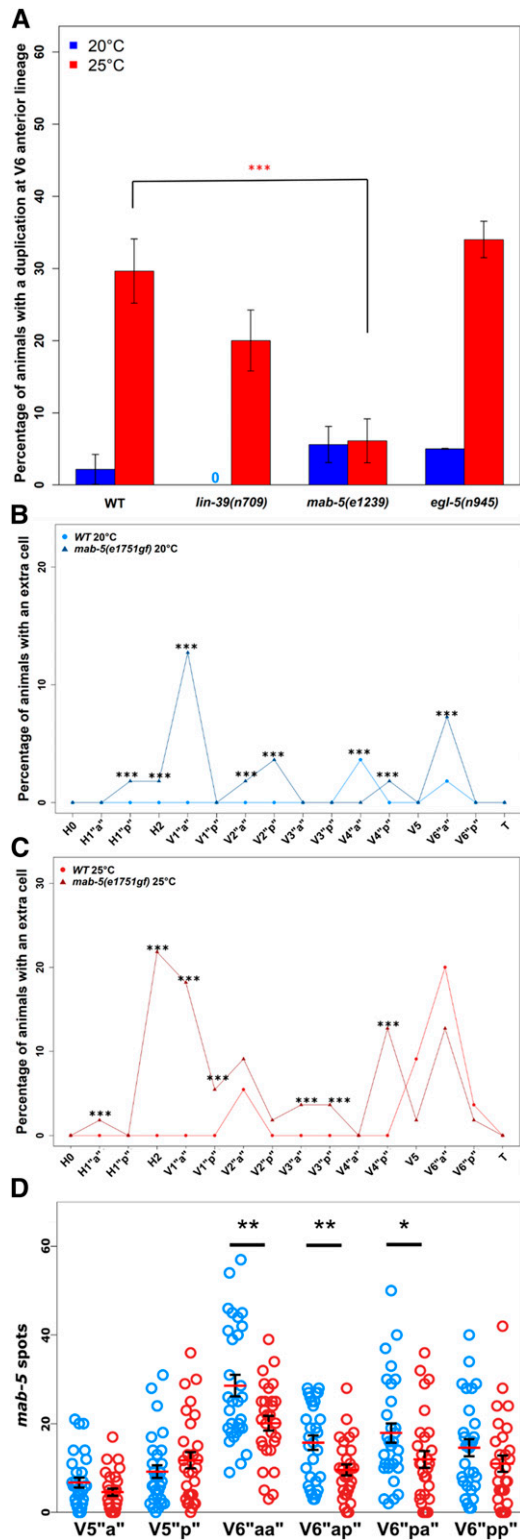 A
20°C
25°C
Percentage of animals with a duplication at V6 anterior lineage
60
50
40
30
20
10
0
***
0
WT
lin-39(n709)
mab-5(e1239)
egl-5(n945)
B
WT 20°C
mab-5(e1751gf) 20°C
Percentage of animals with an extra cell
20
10
0
*** *** *** *** *** *** *** ***
H0 H1"a" H1"p" H2 V1"a" V1"p" V2"a" V2"p" V3"a" V3"p" V4"a" V4"p" V5 V6"a" V6"p" T
C
WT 25°C
mab-5(e1751gf) 25°C
Percentage of animals with an extra cell
30
20
10
0
*** *** *** *** *** *** ***
H0 H1"a" H1"p" H2 V1"a" V1"p" V2"a" V2"p" V3"a" V3"p" V4"a" V4"p" V5 V6"a" V6"p" T
D
mab-5 spots
60
40
20
0
** ** *
V5"a" V5"p" V6"aa" V6"ap" V6"pa" V6"pp"